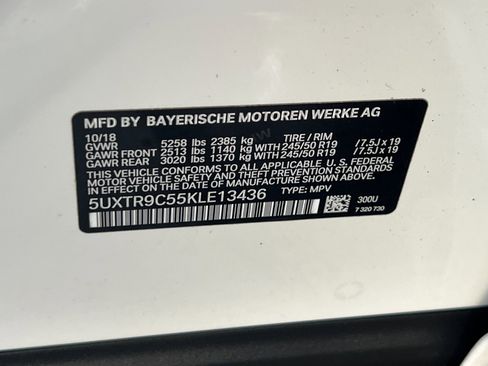 MFD BY BAYERISCHE MOTOREN WERKE AG
10/18
GVWR 5258 lbs 2385 kg TIRE / RIM
GAWR FRONT 2513 lbs 1140 kg 245/50 R19 / 7.5J x 19
GAWR REAR 3020 lbs 1370 kg 245/50 R19 / 7.5J x 19
THIS VEHICLE CONFORMS TO ALL APPLICABLE U. S. FEDERAL
MOTOR VEHICLE SAFETY AND THEFT PREVENTION STANDARDS
IN EFFECT ON THE DATE OF MANUFACTURE SHOWN ABOVE.
5UXTR9C55KLE13436 TYPE: MPV
300U
7 320 730